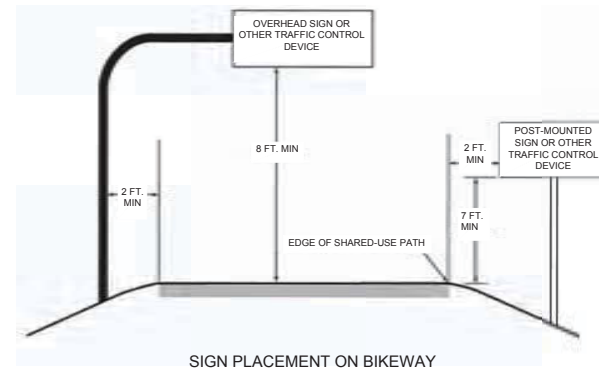 OVERHEAD SIGN OR
OTHER TRAFFIC CONTROL
DEVICE
8 FT. MIN
2 FT.
MIN
2 FT.
MIN
POST-MOUNTED
SIGN OR OTHER
TRAFFIC CONTROL
DEVICE
7 FT.
MIN
EDGE OF SHARED-USE PATH
SIGN PLACEMENT ON BIKEWAY